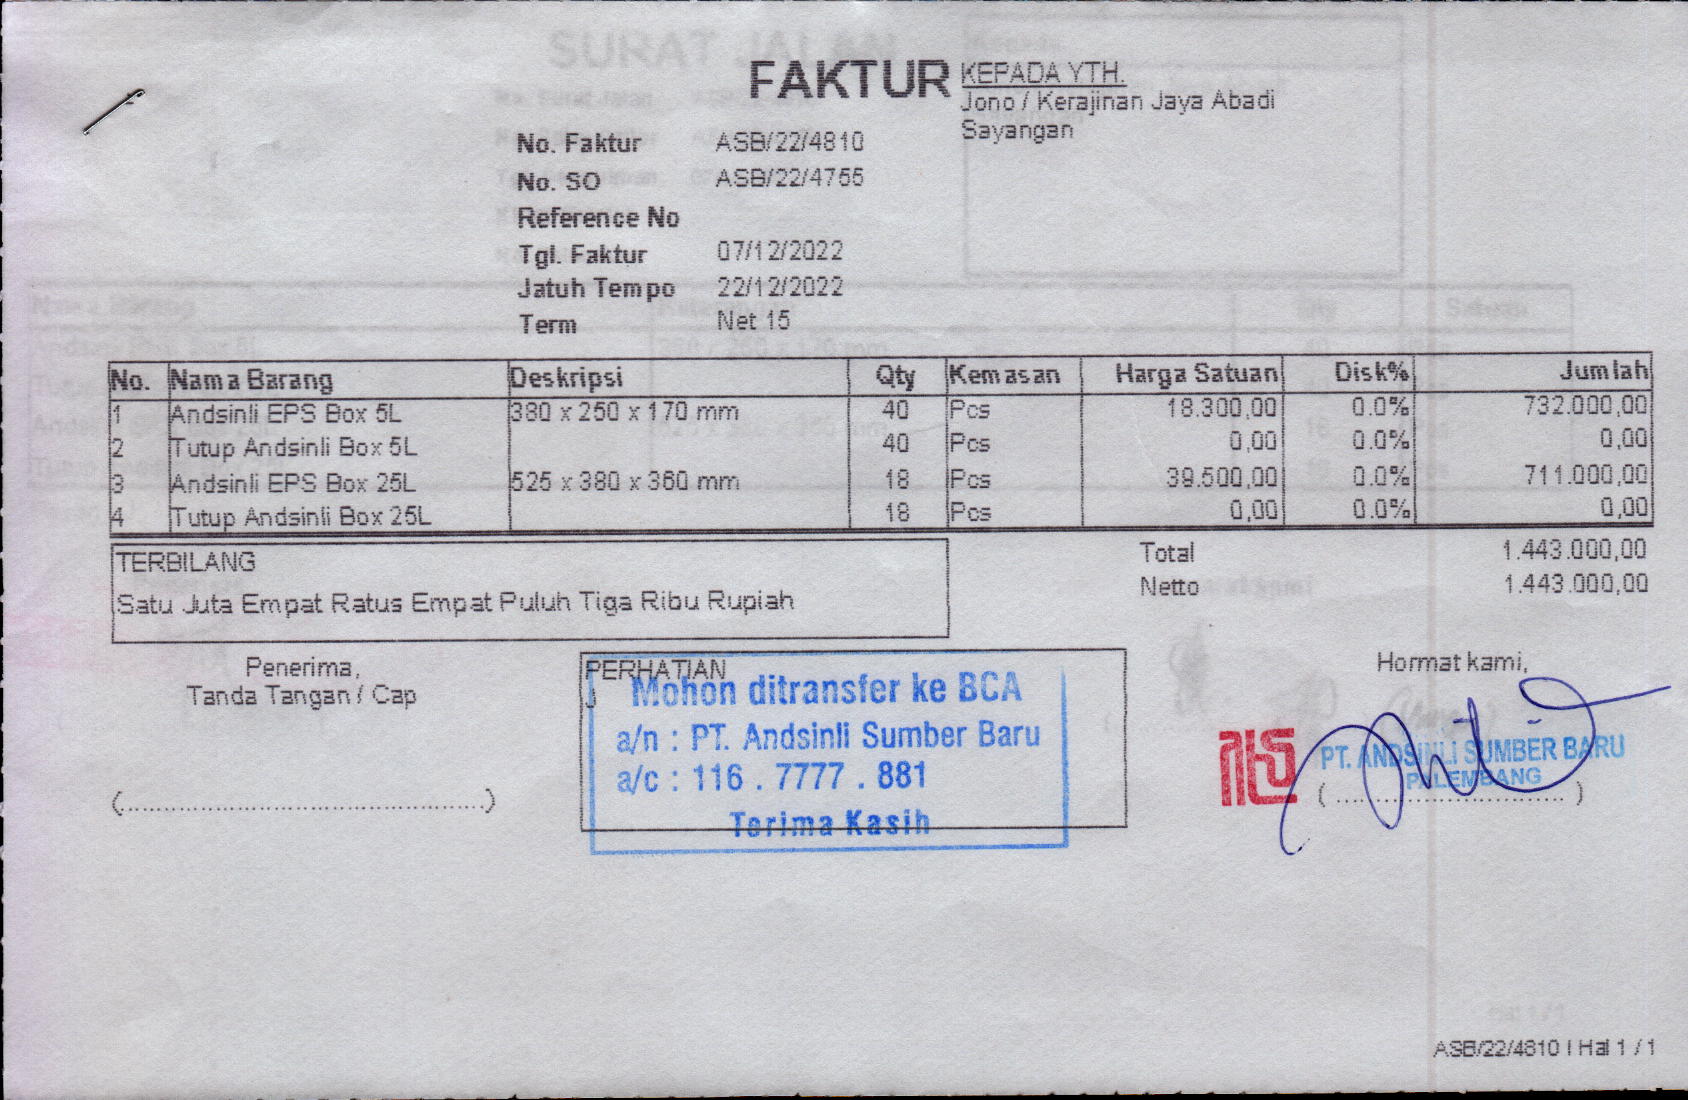 FAKTUR
KEPADA YTH.
Jono / Kerajinan Jaya Abadi
Sayangan
No. Faktur ASB/22/4810
No. SO ASB/22/4755
Reference No
Tgl. Faktur 07/12/2022
Jatuh Tempo 22/12/2022
Term Net 15
No. Nama Barang Deskripsi Qty Kemasan Harga Satuan Disk% Jumlah
1 Andsinli EPS Box 5L 380 x 250 x 170 mm 40 Pcs 18.300,00 0.0% 732.000,00
2 Tutup Andsinli Box 5L 40 Pcs 0,00 0.0% 0,00
3 Andsinli EPS Box 25L 525 x 380 x 360 mm 18 Pcs 39.500,00 0.0% 711.000,00
4 Tutup Andsinli Box 25L 18 Pcs 0,00 0.0% 0,00
TERBILANG
Satu Juta Empat Ratus Empat Puluh Tiga Ribu Rupiah
Total 1.443.000,00
Netto 1.443.000,00
Penerima,
Tanda Tangan / Cap
(............................................)
PERHATIAN
Mohon ditransfer ke BCA
a/n : PT. Andsinli Sumber Baru
a/c : 116 . 7777 . 881
Terima Kasih
Hormat kami,
PT. ANDSINLI SUMBER BARU
PALEMBANG
( ............................ )
ASB/22/4810 | Hal 1 / 1